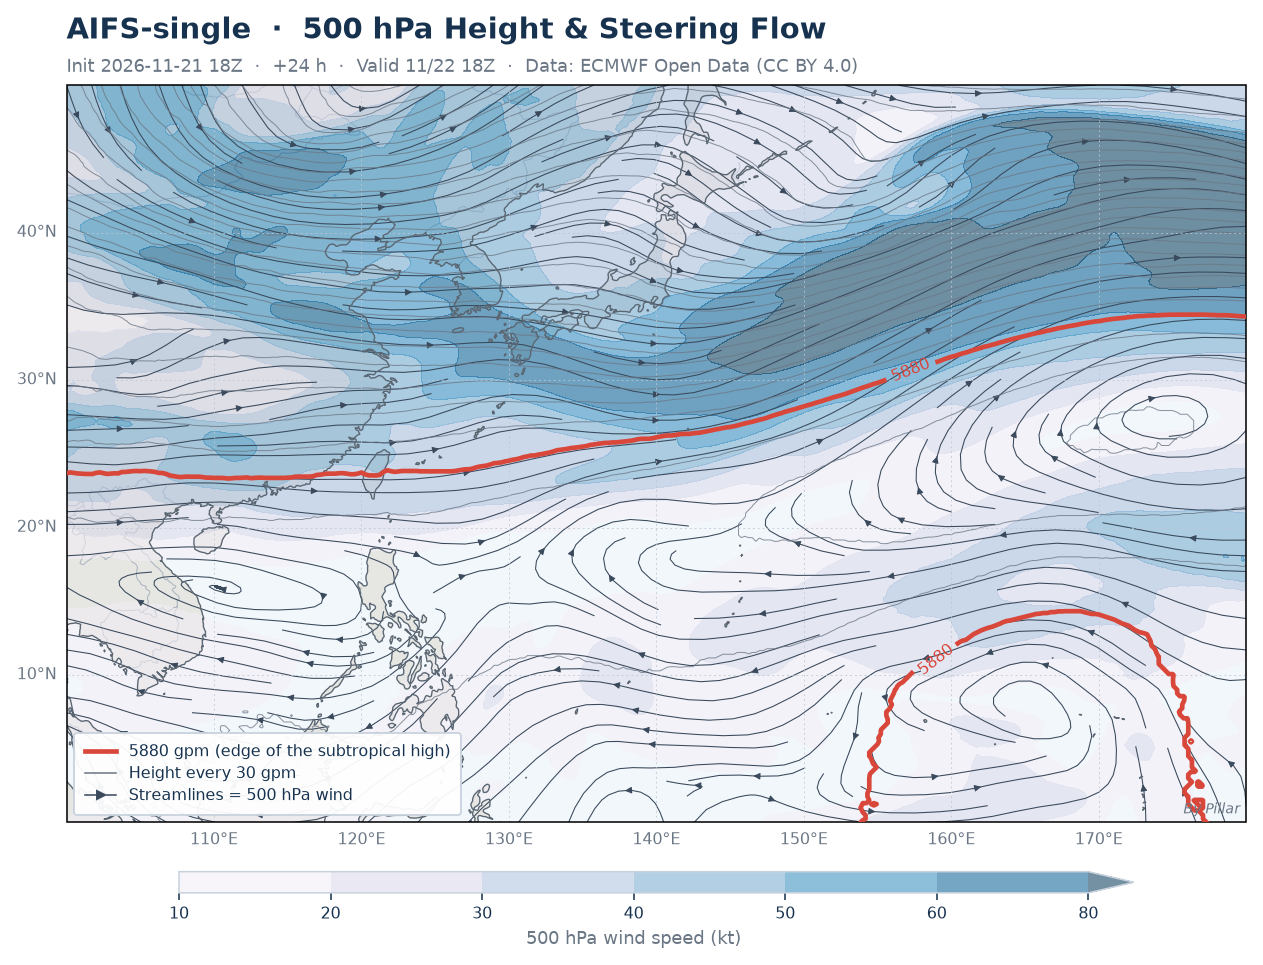 AIFS-single · 500 hPa Height & Steering Flow
Init 2026-11-21 18Z · +24 h · Valid 11/22 18Z · Data: ECMWF Open Data (CC BY 4.0)
40°N
30°N
20°N
10°N
5880
5880
5880 gpm (edge of the subtropical high)
Height every 30 gpm
Streamlines = 500 hPa wind
Pillar
110°E 120°E 130°E 140°E 150°E 160°E 170°E
10 20 30 40 50 60 80
500 hPa wind speed (kt)